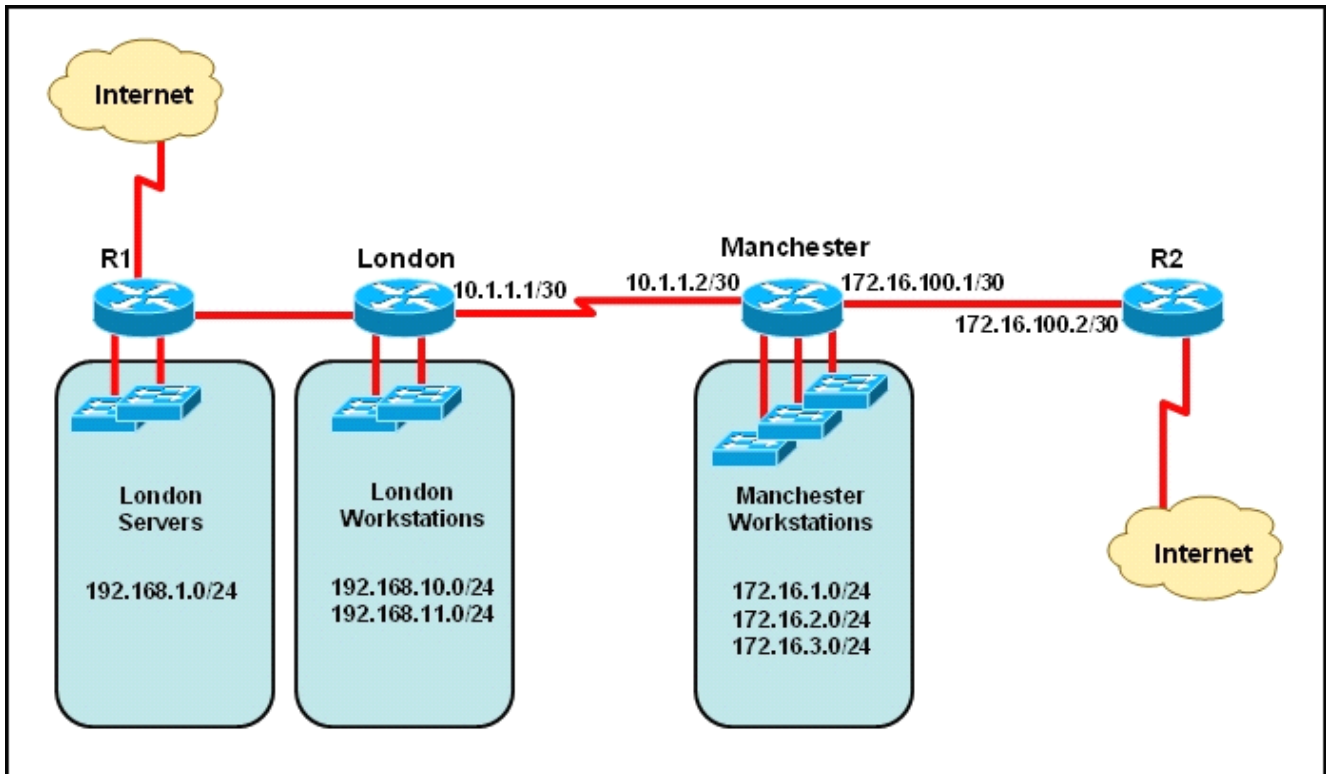 Internet
R1
London
10.1.1.1/30
10.1.1.2/30
Manchester
172.16.100.1/30
172.16.100.2/30
R2
London
Servers
192.168.1.0/24
London
Workstations
192.168.10.0/24
192.168.11.0/24
Manchester
Workstations
172.16.1.0/24
172.16.2.0/24
172.16.3.0/24
Internet